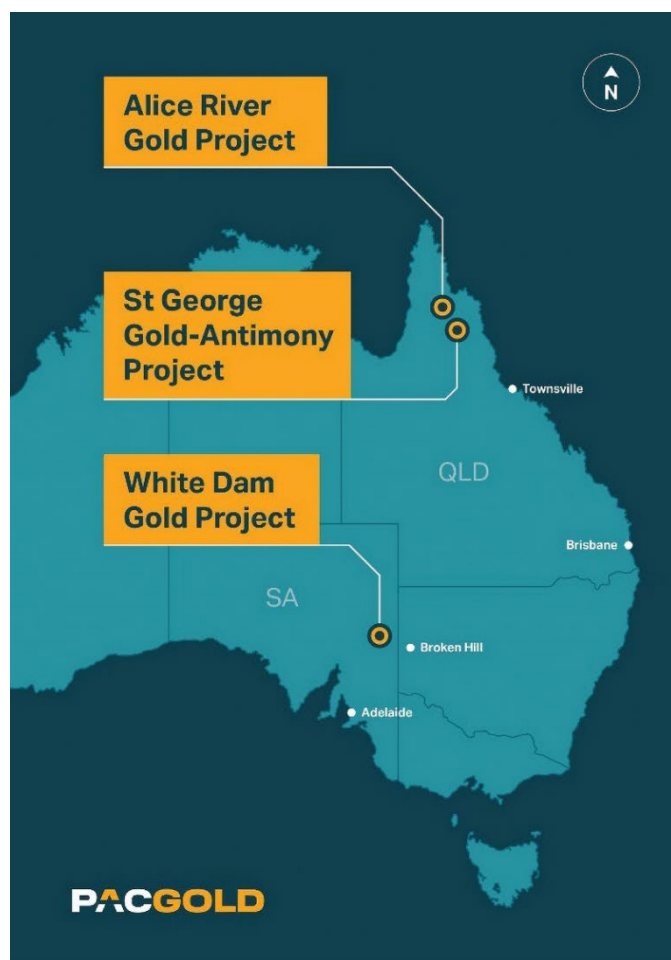 Alice River
Gold Project
N
St George
Gold-Antimony
Project
Townsville
White Dam
Gold Project
QLD
Brisbane
SA
Broken Hill
Adelaide
PACGOLD